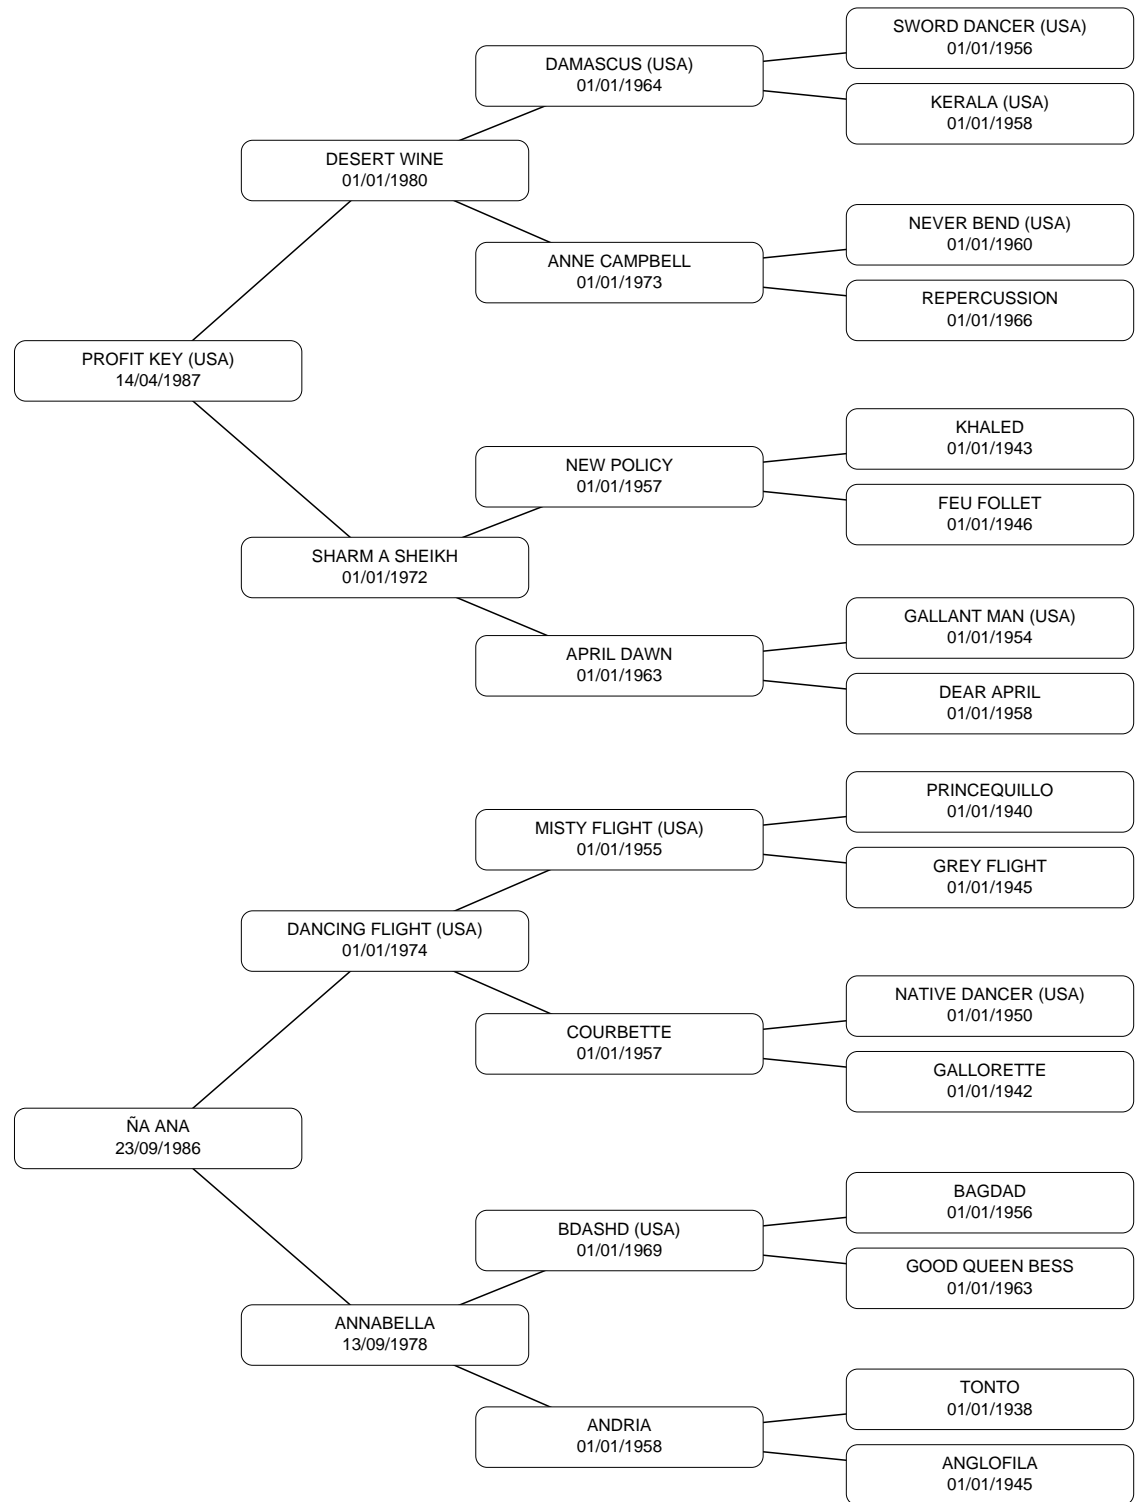 SWORD DANCER (USA)
01/01/1956
DAMASCUS (USA)
01/01/1964
KERALA (USA)
01/01/1958
DESERT WINE
01/01/1980
NEVER BEND (USA)
01/01/1960
ANNE CAMPBELL
01/01/1973
REPERCUSSION
01/01/1966
PROFIT KEY (USA)
14/04/1987
KHALED
01/01/1943
NEW POLICY
01/01/1957
FEU FOLLET
01/01/1946
SHARM A SHEIKH
01/01/1972
GALLANT MAN (USA)
01/01/1954
APRIL DAWN
01/01/1963
DEAR APRIL
01/01/1958
PRINCEQUILLO
01/01/1940
MISTY FLIGHT (USA)
01/01/1955
GREY FLIGHT
01/01/1945
DANCING FLIGHT (USA)
01/01/1974
NATIVE DANCER (USA)
01/01/1950
COURBETTE
01/01/1957
GALLORETTE
01/01/1942
ÑA ANA
23/09/1986
BAGDAD
01/01/1956
BDASHD (USA)
01/01/1969
GOOD QUEEN BESS
01/01/1963
ANNABELLA
13/09/1978
TONTO
01/01/1938
ANDRIA
01/01/1958
ANGLOFILA
01/01/1945